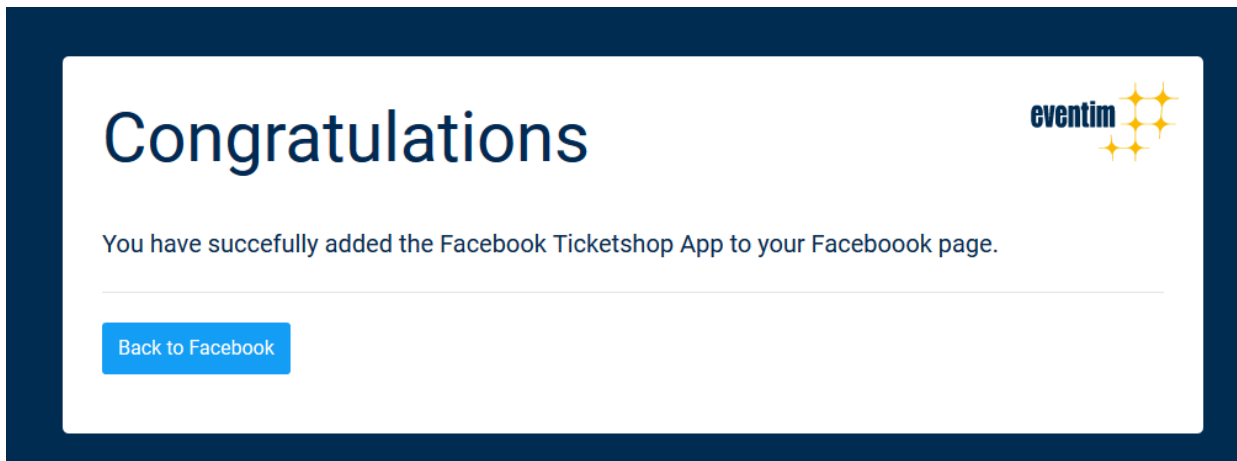 Congratulations
eventim
You have succefully added the Facebook Ticketshop App to your Faceboook page.
Back to Facebook